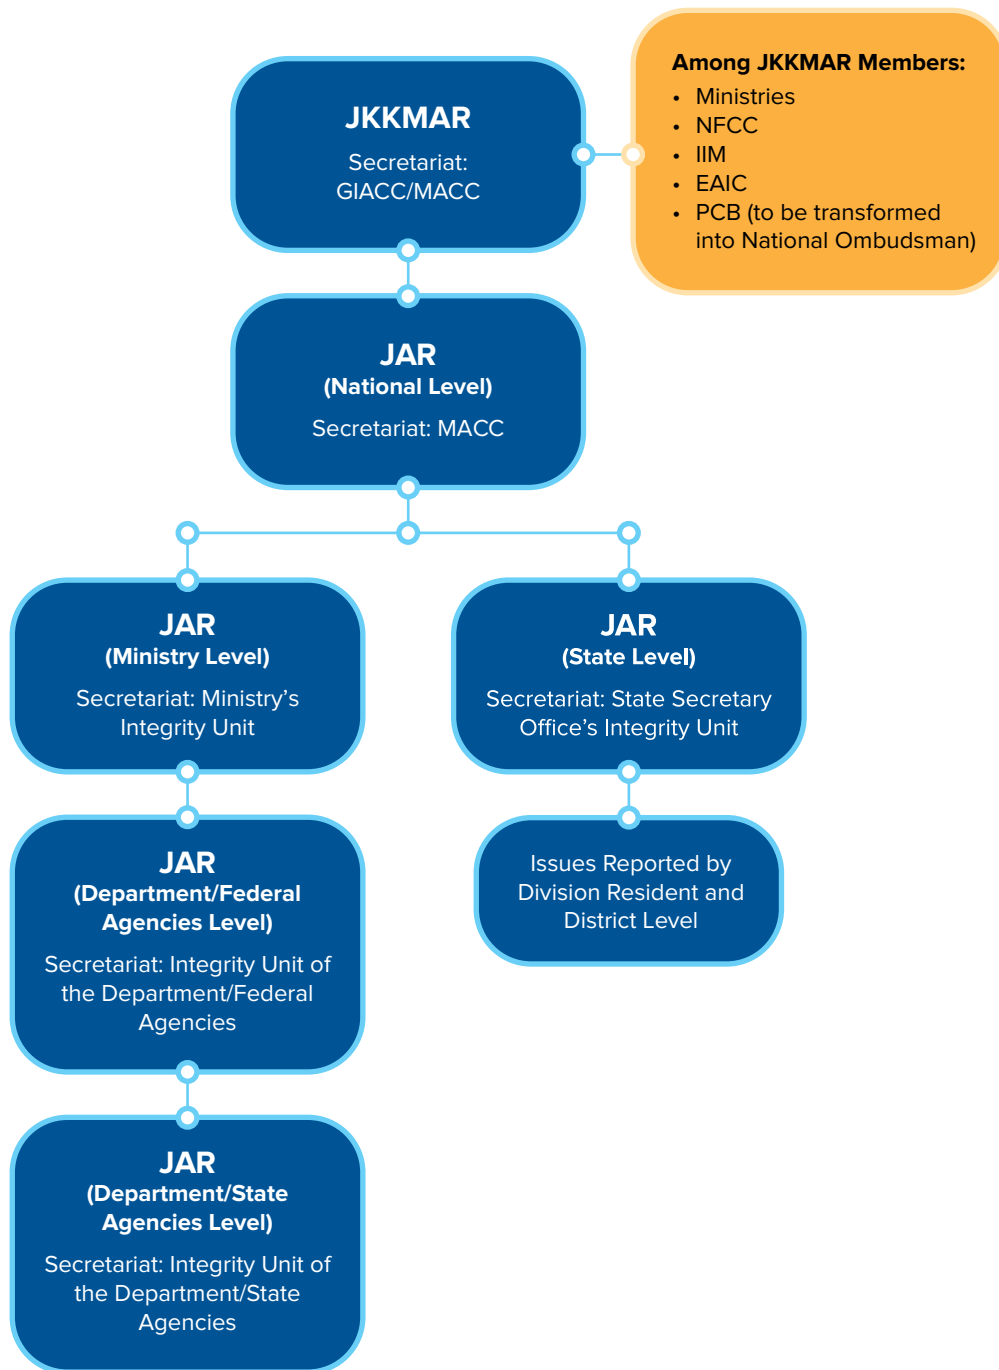 JKKMAR
Secretariat:
GIACC/MACC
Among JKKMAR Members:
• Ministries
• NFCC
• IIM
• EAIC
• PCB (to be transformed
into National Ombudsman)
JAR
(National Level)
Secretariat: MACC
JAR
(Ministry Level)
Secretariat: Ministry’s
Integrity Unit
JAR
(State Level)
Secretariat: State Secretary
Office’s Integrity Unit
JAR
(Department/Federal
Agencies Level)
Secretariat: Integrity Unit of
the Department/Federal
Agencies
Issues Reported by
Division Resident and
District Level
JAR
(Department/State
Agencies Level)
Secretariat: Integrity Unit of
the Department/State
Agencies